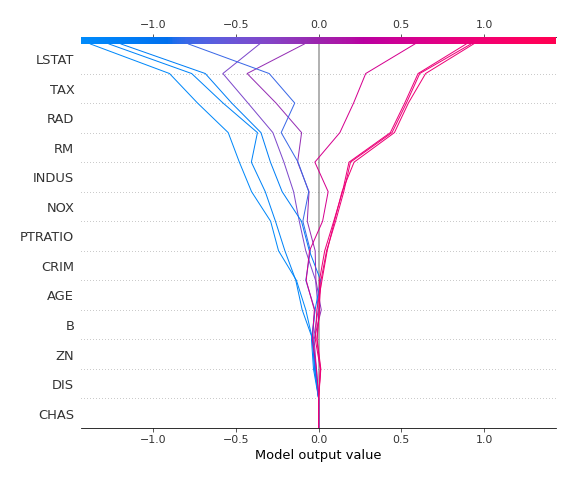 −1.0 −0.5 0.0 0.5 1.0
LSTAT
TAX
RAD
RM
INDUS
NOX
PTRATIO
CRIM
AGE
B
ZN
DIS
CHAS
−1.0 −0.5 0.0 0.5 1.0
Model output value